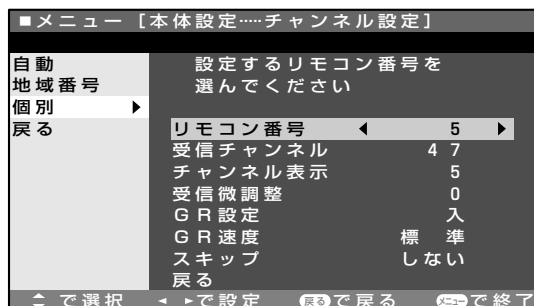 ■メニュー [本体設定……チャンネル設定]
自動
地域番号
個別 ▶
戻る
設定するリモコン番号を
選んでください
リモコン番号 ◀ 5 ▶
受信チャンネル 47
チャンネル表示 5
受信微調整 0
GR設定 入
GR速度 標準
スキップ しない
戻る
で選択 ◀ ▶で設定 戻るで戻る メニューで終了